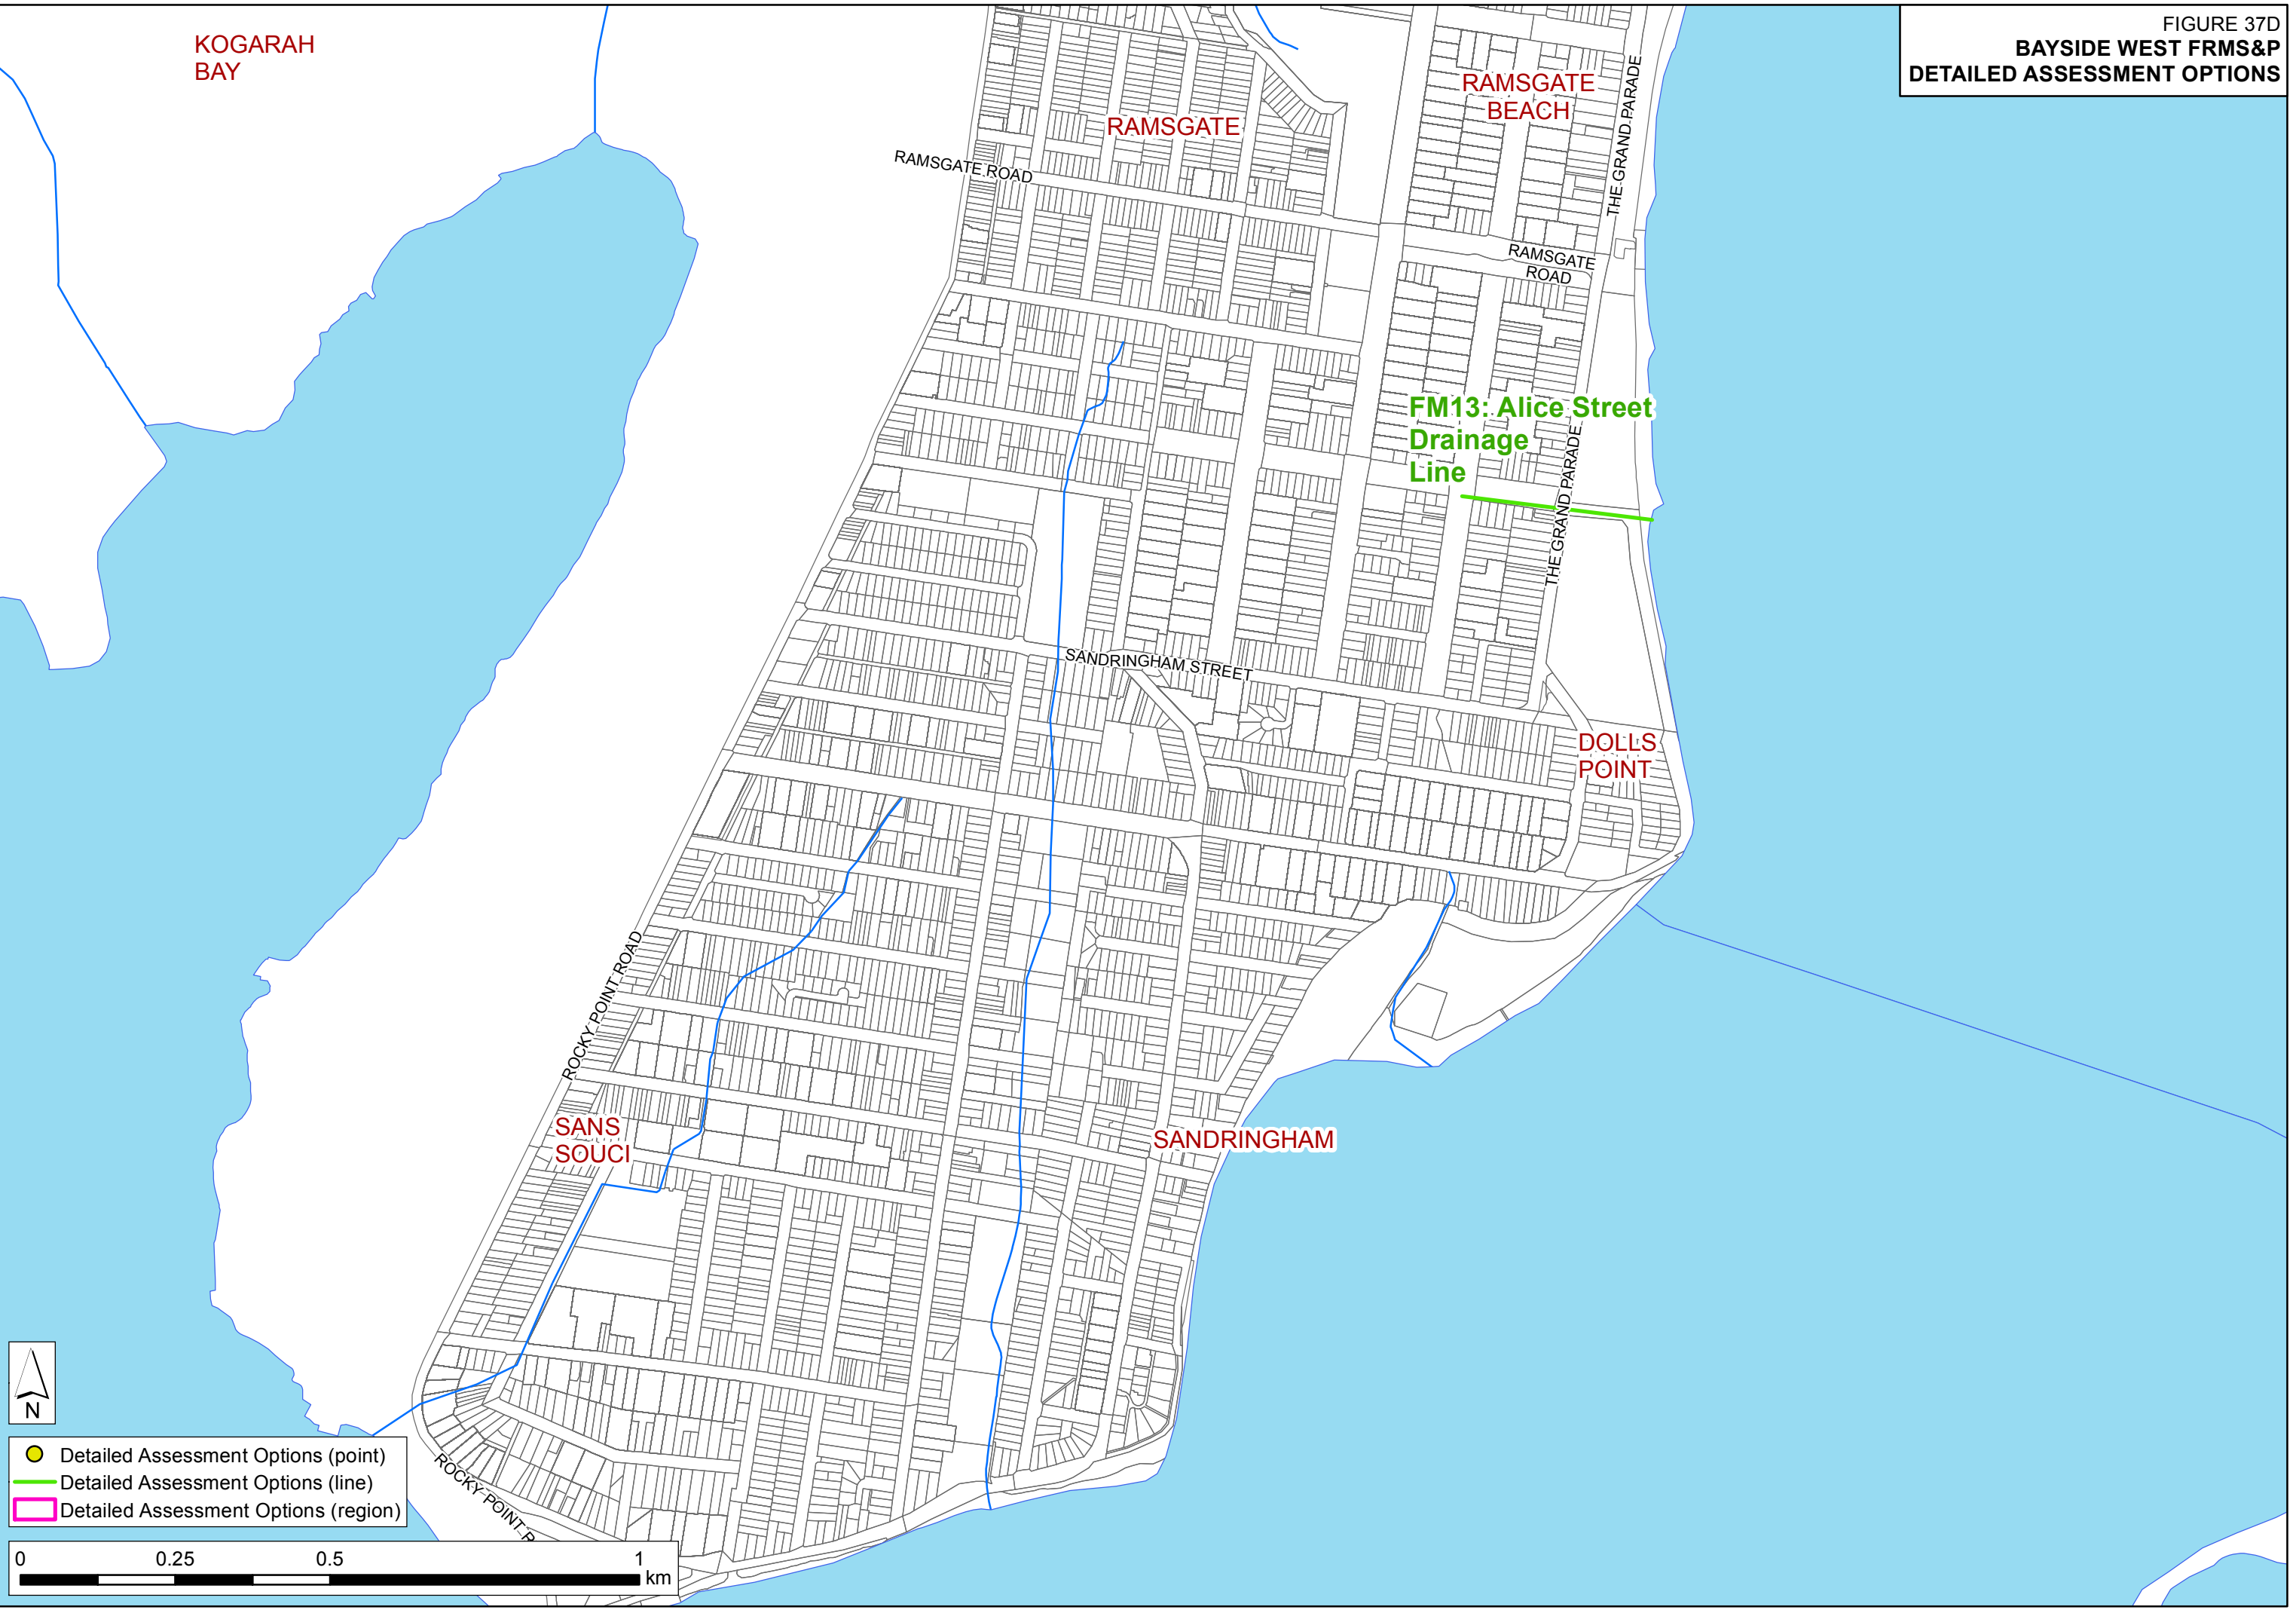 FIGURE 37D
BAYSIDE WEST FRMS&P
DETAILED ASSESSMENT OPTIONS
KOGARAH
BAY
RAMSGATE
BEACH
THE GRAND PARADE
RAMSGATE
RAMSGATE ROAD
RAMSGATE
ROAD
FM13: Alice Street
Drainage
Line
THE GRAND PARADE
SANDRINGHAM STREET
DOLLS
POINT
ROCKY POINT ROAD
SANS
SOUCI
SANDRINGHAM
N
Detailed Assessment Options (point)
Detailed Assessment Options (line)
Detailed Assessment Options (region)
ROCKY POINT R
0 0.25 0.5 1
km